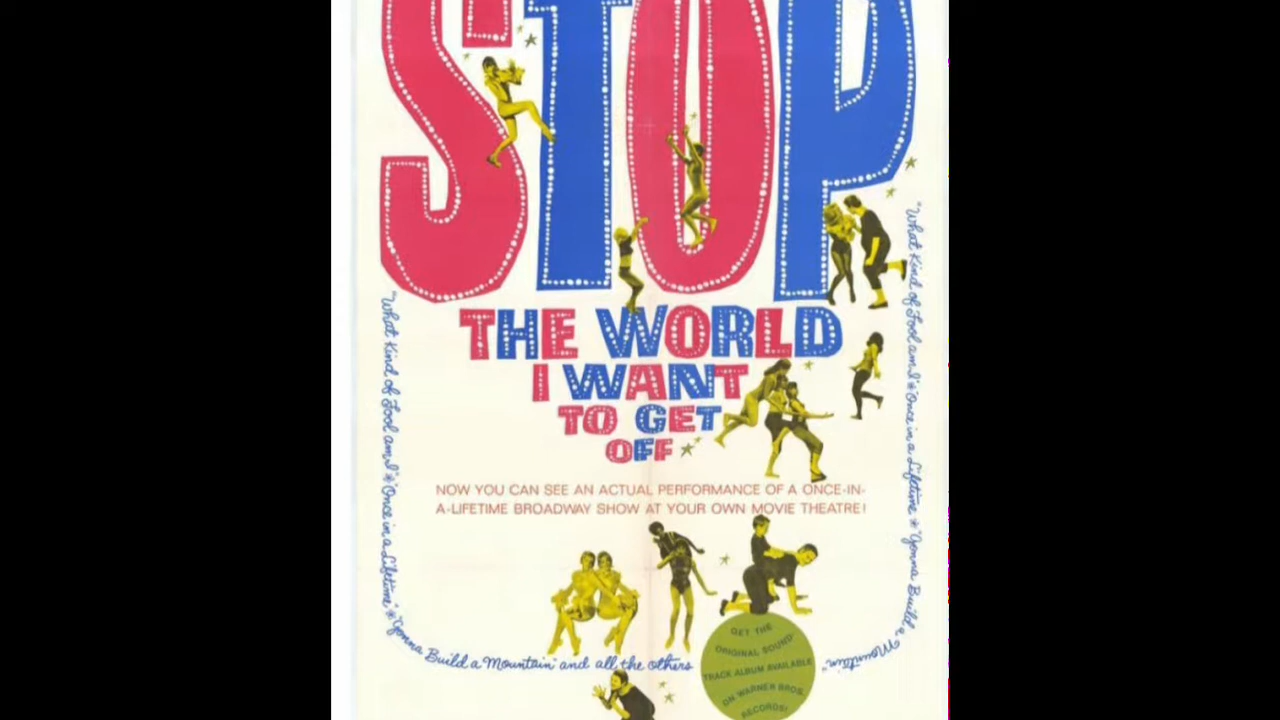 STOP
THE WORLD
I WANT
TO GET
OFF
NOW YOU CAN SEE AN ACTUAL PERFORMANCE OF A ONCE-IN-
A-LIFETIME BROADWAY SHOW AT YOUR OWN MOVIE THEATRE!
"What Kind of Fool am I" * "Once in a Lifetime" * "Gonna Build a Mountain" and all the others
"What Kind of Fool am I" * "Once in a Lifetime" * "Gonna Build a Mountain"
GET THE
ORIGINAL SOUND
TRACK ALBUM AVAILABLE
ON WARNER BROS.
RECORDS!